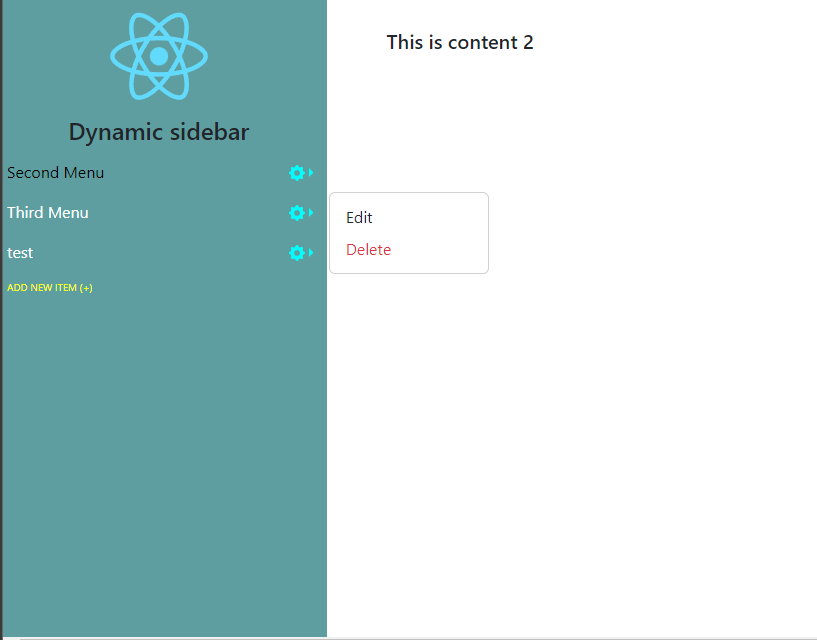 Dynamic sidebar
Second Menu
Third Menu
test
ADD NEW ITEM (+)
This is content 2
Edit
Delete